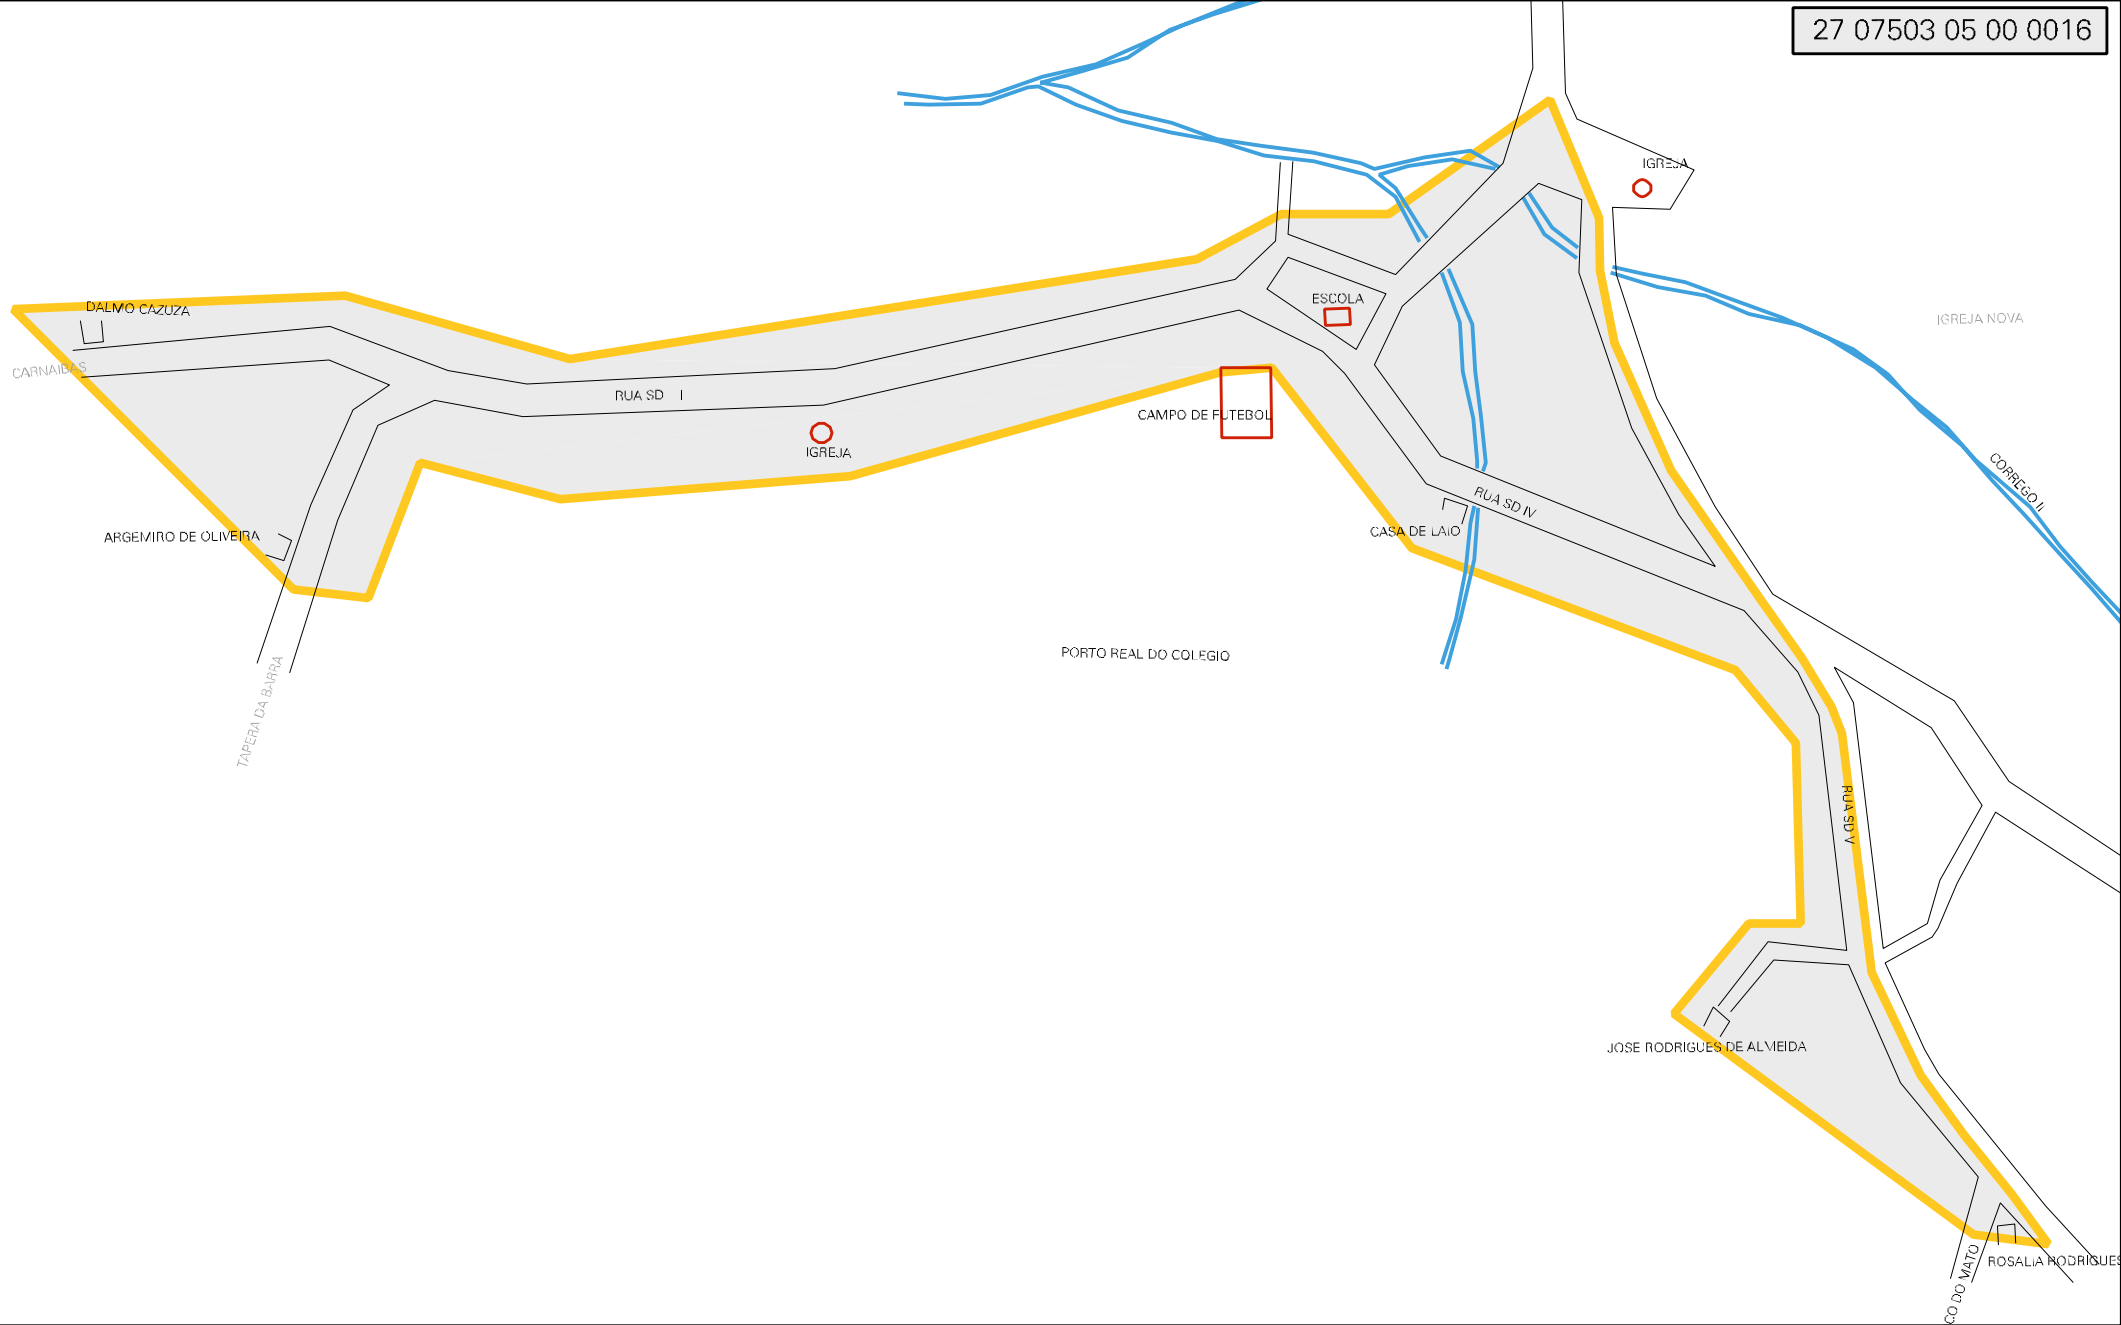 27 07503 05 00 0016
IGREJA
DALMO CAZUZA
ESCOLA
IGREJA NOVA
CARNAIBAS
RUA SD I
CAMPO DE FUTEBOL
IGREJA
CORREGO II
RUA SD IV
CASA DE LAIO
ARGEMIRO DE OLIVEIRA
PORTO REAL DO COLEGIO
TAPERA DA BARRA
RUA SD V
JOSE RODRIGUES DE ALMEIDA
ROSALIA RODRIGUES
CO DO MATO